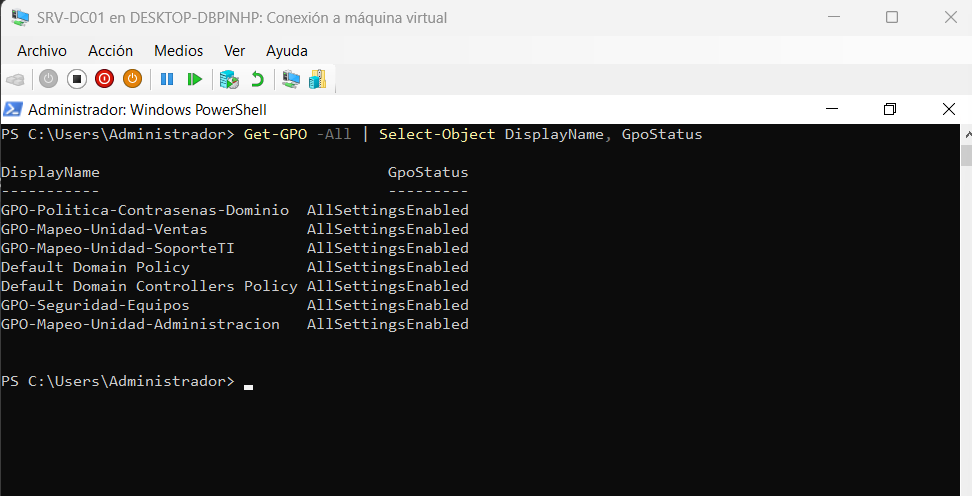 SRV-DC01 en DESKTOP-DBPINHP: Conexión a máquina virtual
Archivo Acción Medios Ver Ayuda
Administrador: Windows PowerShell
PS C:\Users\Administrador> Get-GPO -All | Select-Object DisplayName, GpoStatus
DisplayName GpoStatus
----------- ---------
GPO-Politica-Contrasenas-Dominio AllSettingsEnabled
GPO-Mapeo-Unidad-Ventas AllSettingsEnabled
GPO-Mapeo-Unidad-SoporteTI AllSettingsEnabled
Default Domain Policy AllSettingsEnabled
Default Domain Controllers Policy AllSettingsEnabled
GPO-Seguridad-Equipos AllSettingsEnabled
GPO-Mapeo-Unidad-Administracion AllSettingsEnabled
PS C:\Users\Administrador>